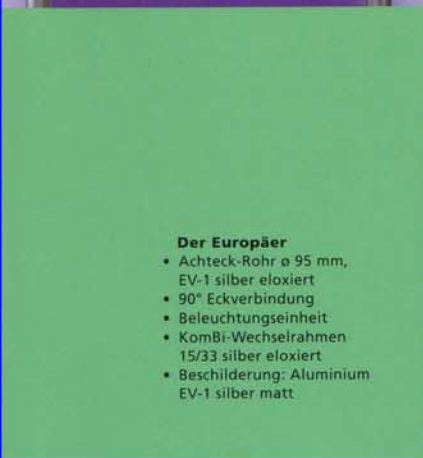 Der Europäer
• Achteck-Rohr ø 95 mm,
EV-1 silber eloxiert
• 90° Eckverbindung
• Beleuchtungseinheit
• KomBi-Wechselrahmen
15/33 silber eloxiert
• Beschilderung: Aluminium
EV-1 silber matt